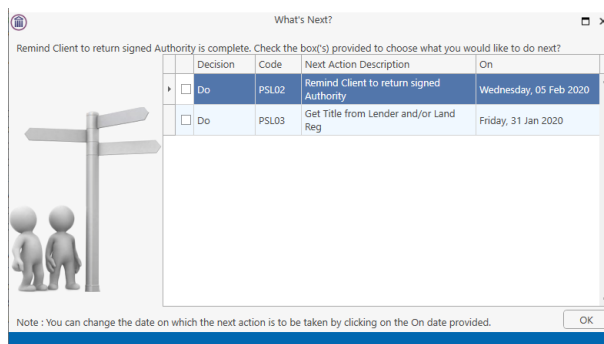 What's Next?
Remind Client to return signed Authority is complete. Check the box('s) provided to choose what you would like to do next?
Decision Code Next Action Description On
Do PSL02 Remind Client to return signed Authority Wednesday, 05 Feb 2020
Do PSL03 Get Title from Lender and/or Land Reg Friday, 31 Jan 2020
Note : You can change the date on which the next action is to be taken by clicking on the On date provided.
OK